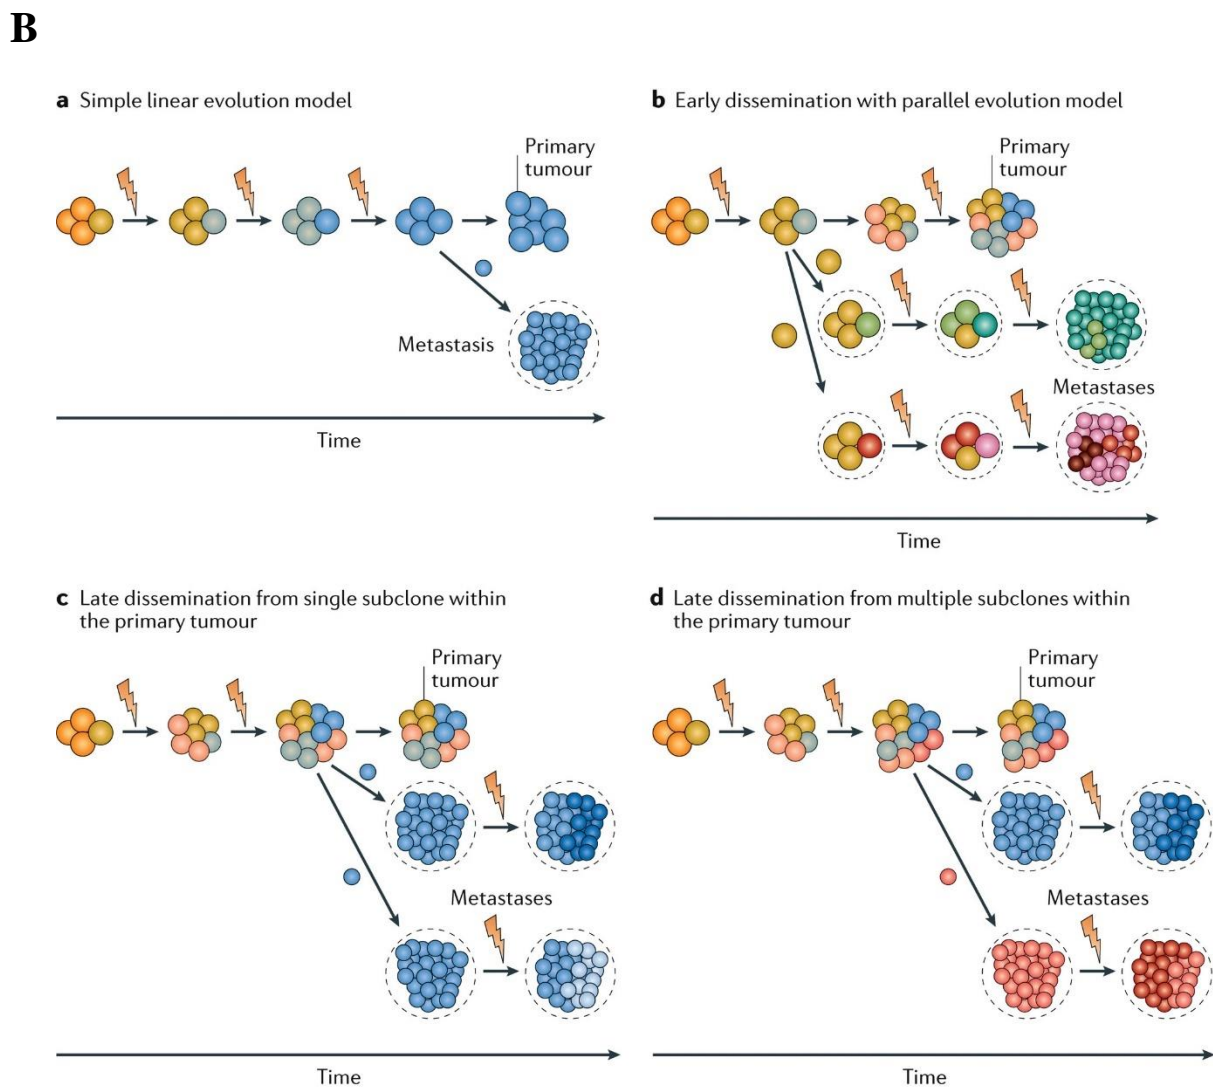 B
a Simple linear evolution model
Primary
tumour
Metastasis
Time
b Early dissemination with parallel evolution model
Primary
tumour
Metastases
Time
c Late dissemination from single subclone within
the primary tumour
Primary
tumour
Metastases
Time
d Late dissemination from multiple subclones within
the primary tumour
Primary
tumour
Metastases
Time